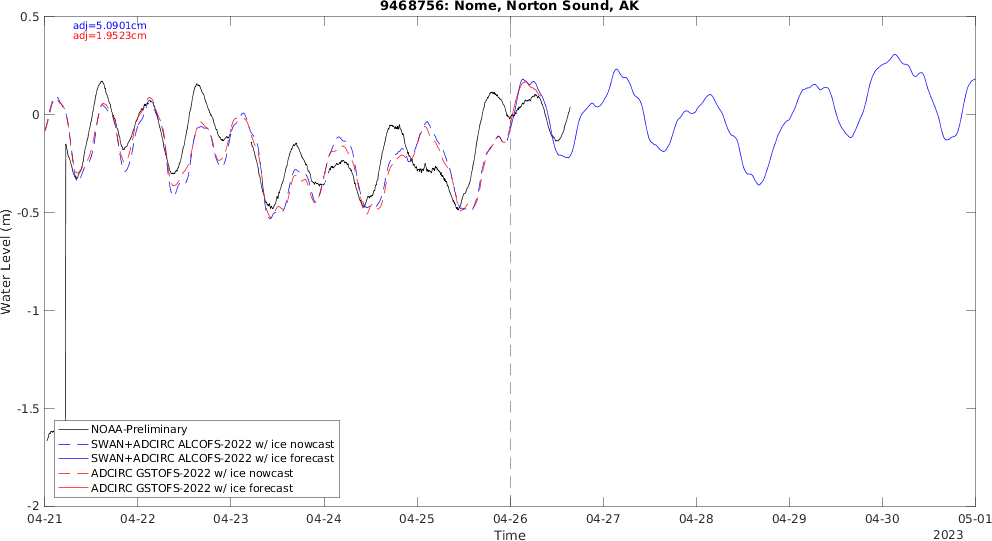 9468756: Nome, Norton Sound, AK
adj=5.0901cm
adj=1.9523cm
0.5
0
-0.5
-1
-1.5
-2
Water Level (m)
NOAA-Preliminary
SWAN+ADCIRC ALCOFS-2022 w/ ice nowcast
SWAN+ADCIRC ALCOFS-2022 w/ ice forecast
ADCIRC GSTOFS-2022 w/ ice nowcast
ADCIRC GSTOFS-2022 w/ ice forecast
04-21 04-22 04-23 04-24 04-25 04-26 04-27 04-28 04-29 04-30 05-01
Time
2023